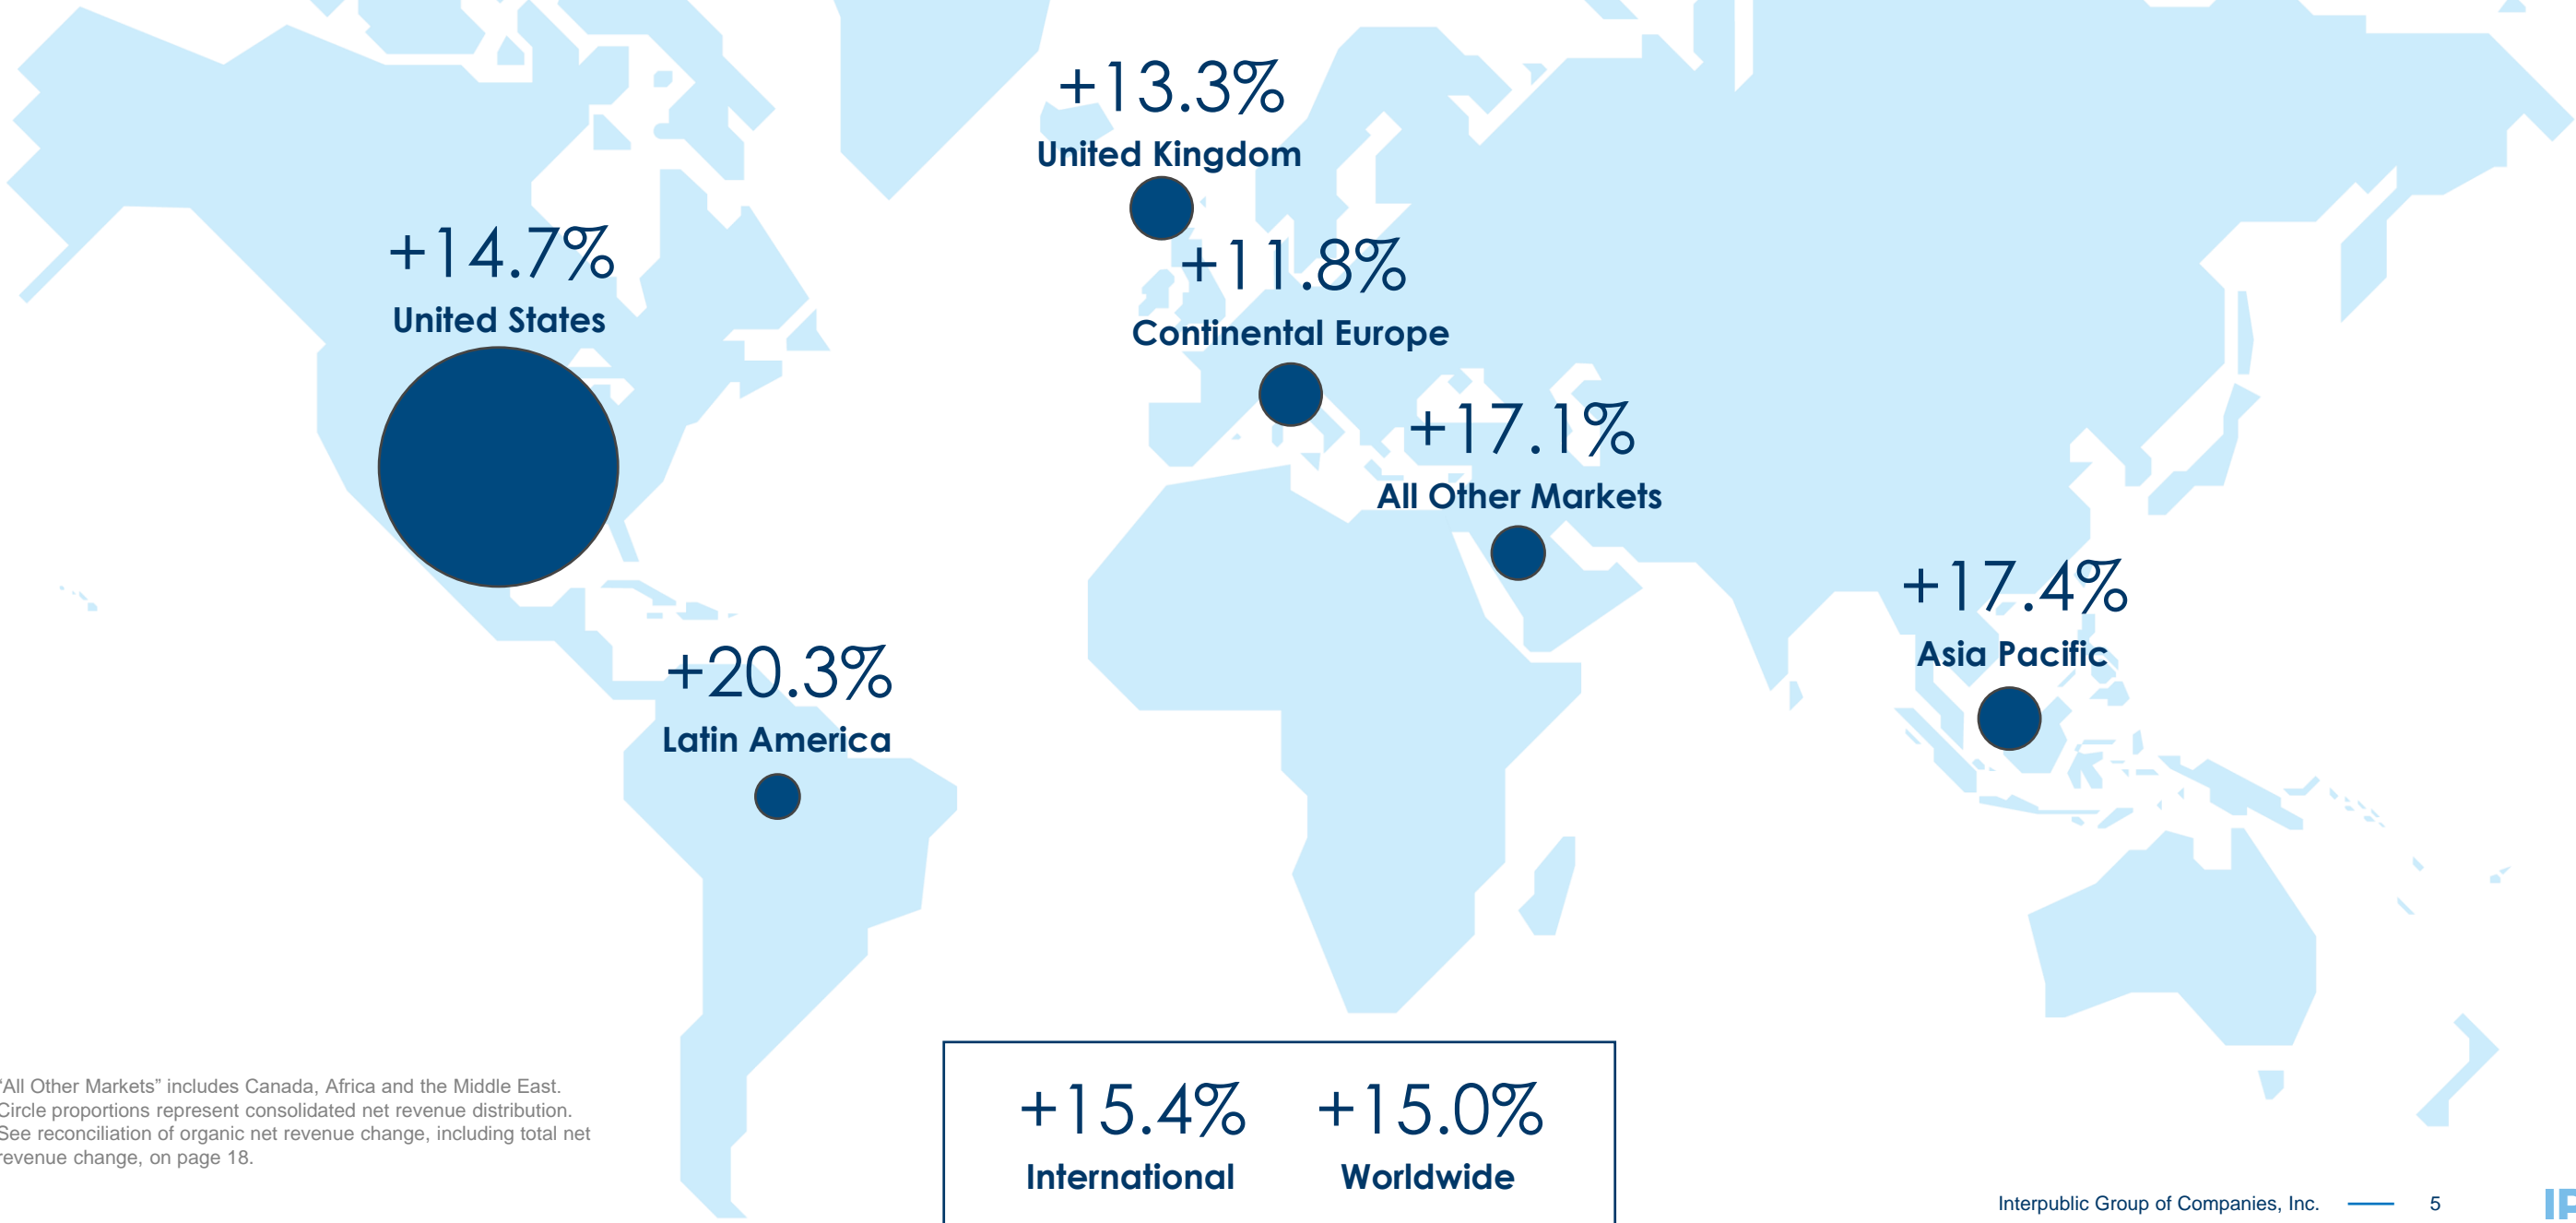 +13.3%
United Kingdom
+14.7%
United States
+11.8%
Continental Europe
+17.1%
All Other Markets
+17.4%
Asia Pacific
+20.3%
Latin America
"All Other Markets” includes Canada, Africa and the Middle East.
Circle proportions represent consolidated net revenue distribution.
See reconciliation of organic net revenue change, including total net
revenue change, on page 18.
+15.4% +15.0%
International Worldwide
Interpublic Group of Companies, Inc. 5